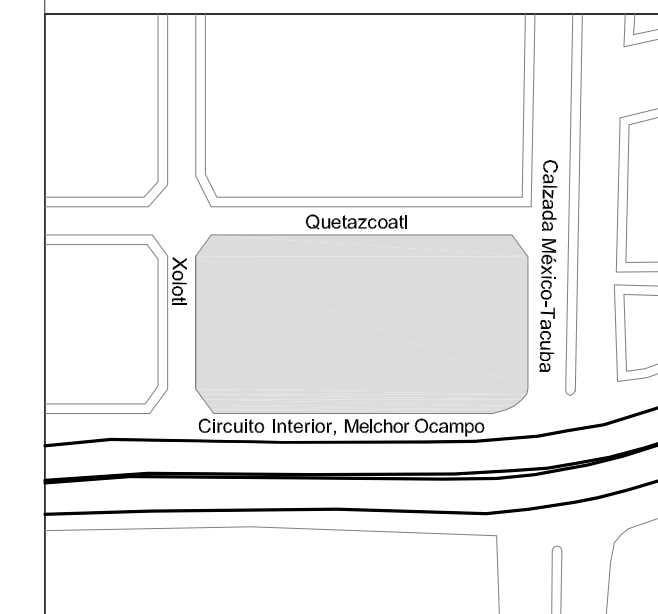 Quetazcoatl
Xolotl
Calzada México-Tacuba
Circuito Interior, Melchor Ocampo